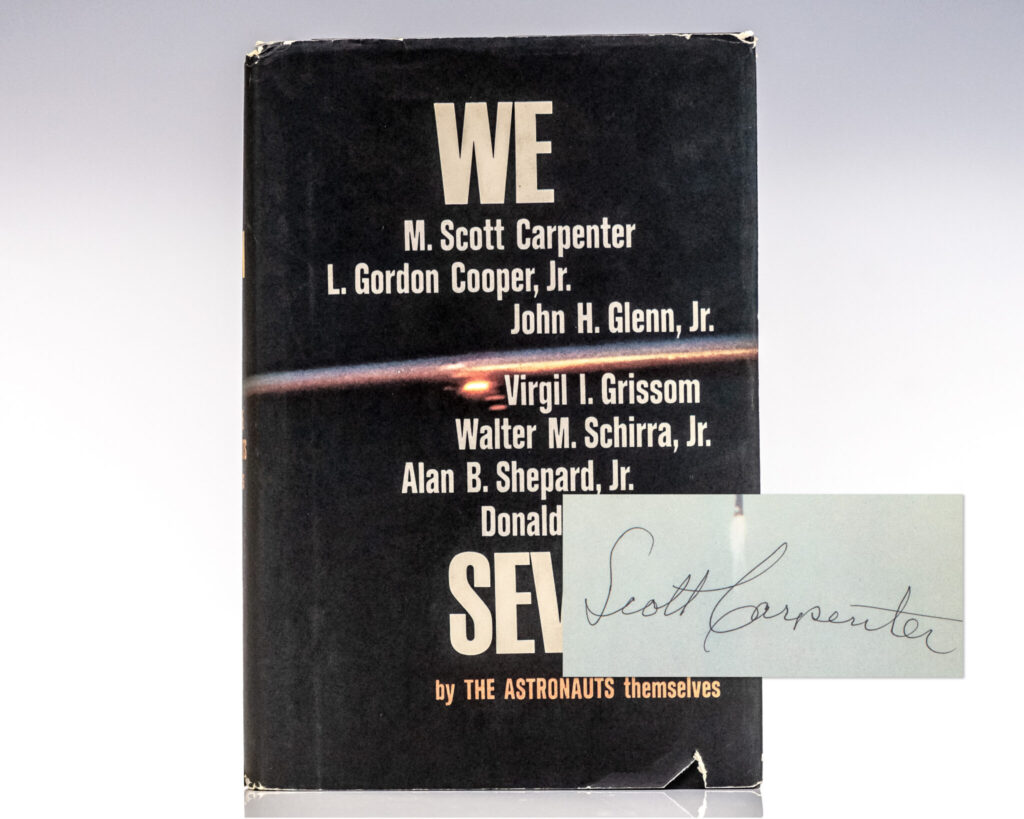 WE
M. Scott Carpenter
L. Gordon Cooper, Jr.
John H. Glenn, Jr.
Virgil I. Grissom
Walter M. Schirra, Jr.
Alan B. Shepard, Jr.
Donald
SEV
by THE ASTRONAUTS themselves
Scott Carpenter